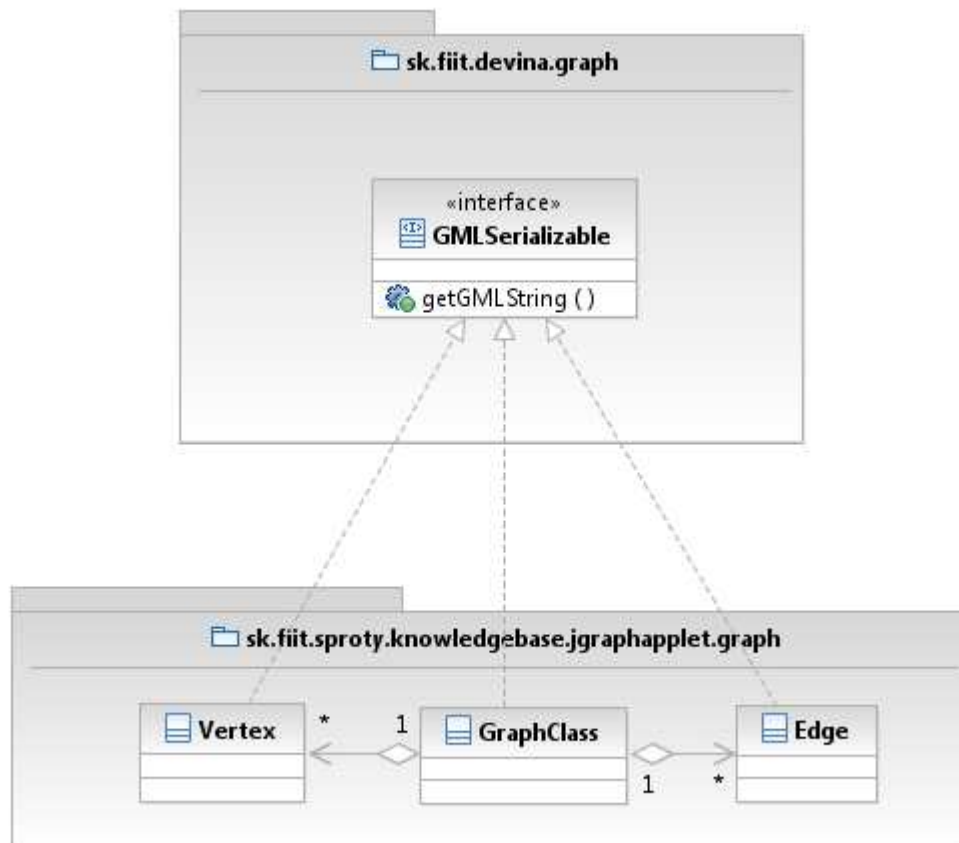 sk.fiit.devina.graph
«interface»
GMLSerializable
getGMLString ( )
sk.fiit.sproty.knowledgebase.jgraphapplet.graph
Vertex
*
1
GraphClass
1
*
Edge